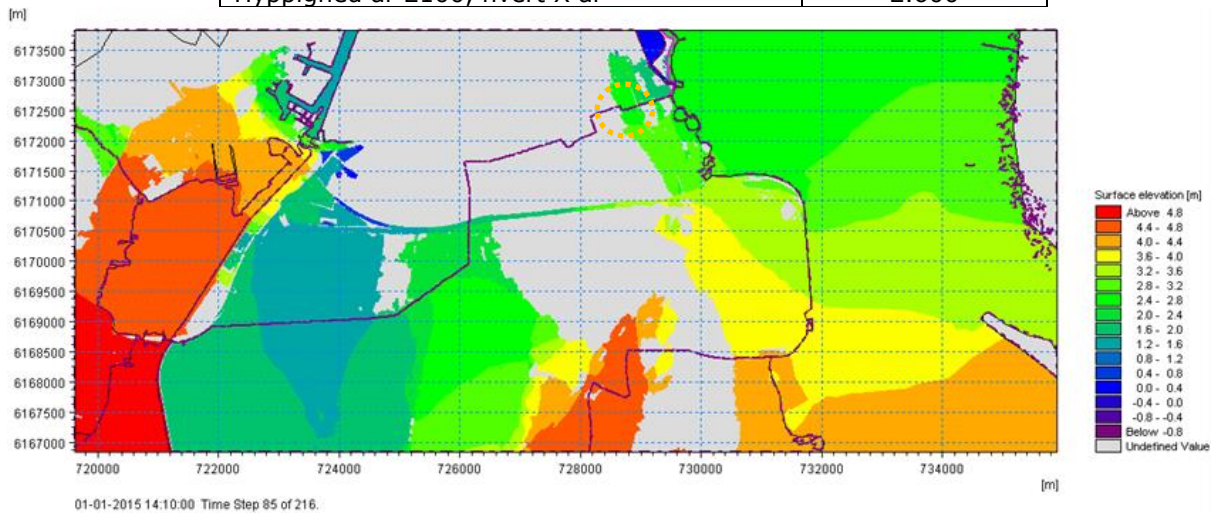 2.000
[m]
6173500
6173000
6172500
6172000
6171500
6171000
6170500
6170000
6169500
6169000
6168500
6168000
6167500
6167000
720000 722000 724000 726000 728000 730000 732000 734000
[m]
Surface elevation [m]
Above 4.8
4.4 - 4.8
4.0 - 4.4
3.6 - 4.0
3.2 - 3.6
2.8 - 3.2
2.4 - 2.8
2.0 - 2.4
1.6 - 2.0
1.2 - 1.6
0.8 - 1.2
0.4 - 0.8
0.0 - 0.4
-0.4 - 0.0
-0.8 - -0.4
Below -0.8
Undefined Value
01-01-2015 14:10:00 Time Step 85 of 216.